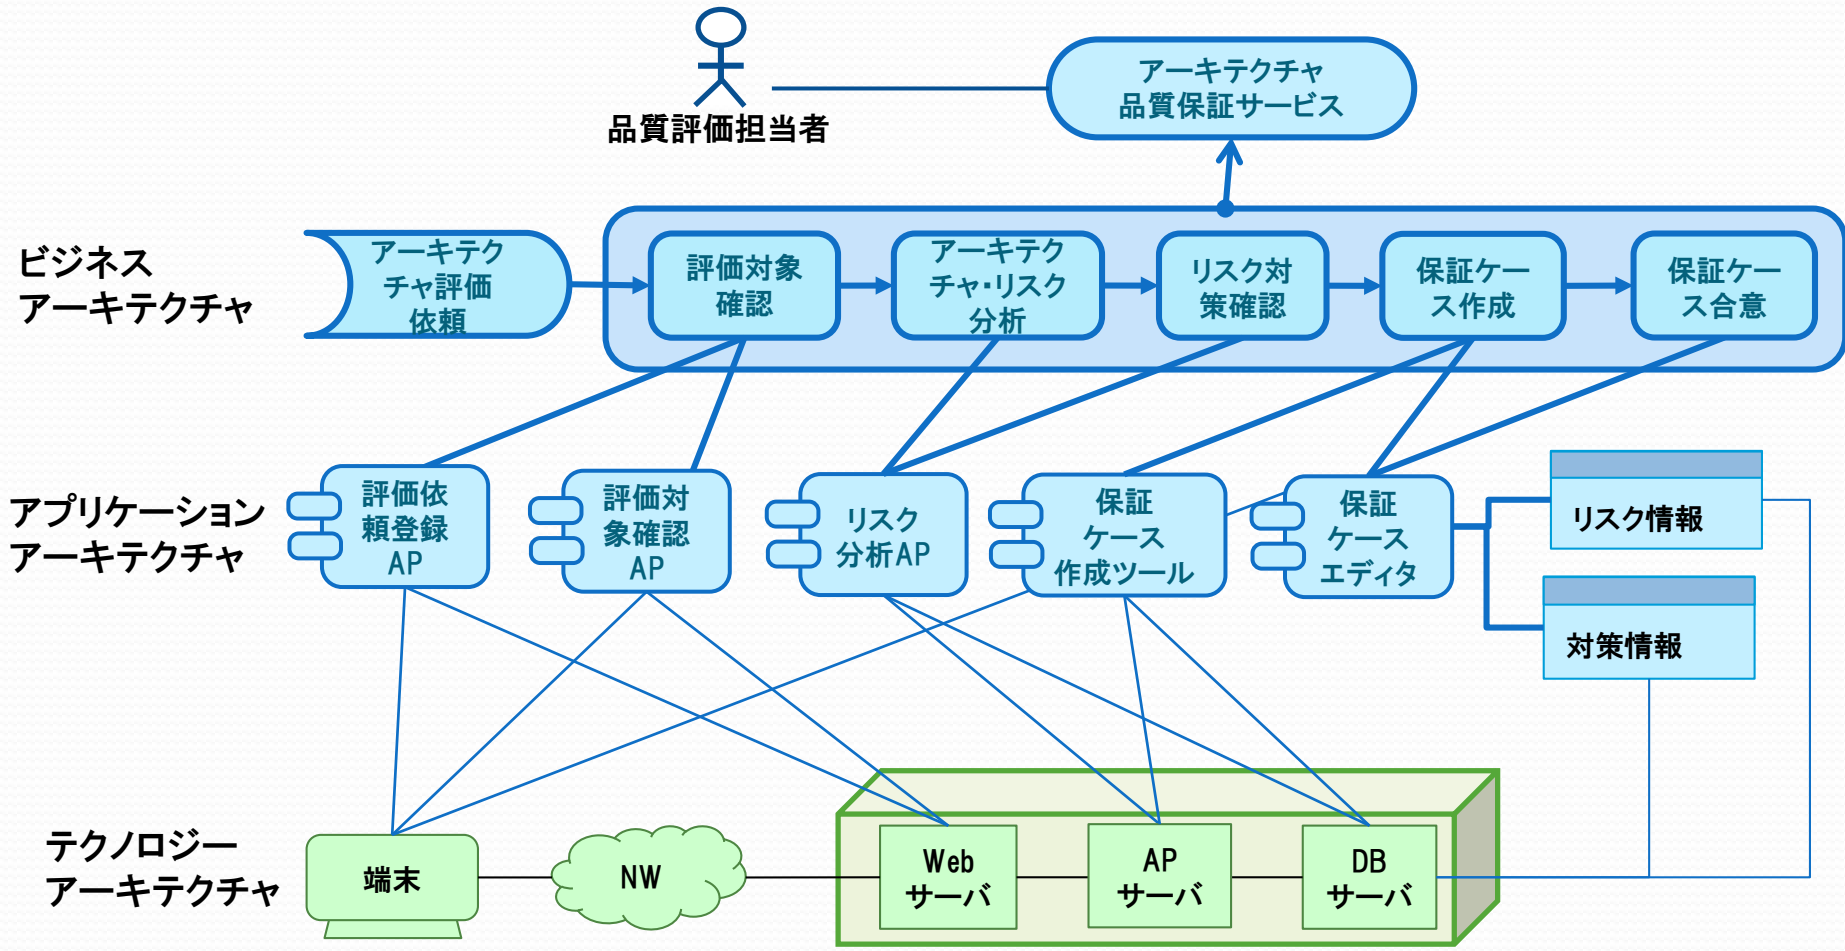 品質評価担当者
アーキテクチャ
品質保証サービス
ビジネス
アーキテクチャ
アーキテク
チャ評価
依頼
評価対象
確認
アーキテク
チャ・リスク
分析
リスク対
策確認
保証ケー
ス作成
保証ケー
ス合意
アプリケーション
アーキテクチャ
評価依
頼登録
AP
評価対
象確認
AP
リスク
分析AP
保証
ケース
作成ツール
保証
ケース
エディタ
リスク情報
対策情報
テクノロジー
アーキテクチャ
端末
NW
Web
サーバ
AP
サーバ
DB
サーバ